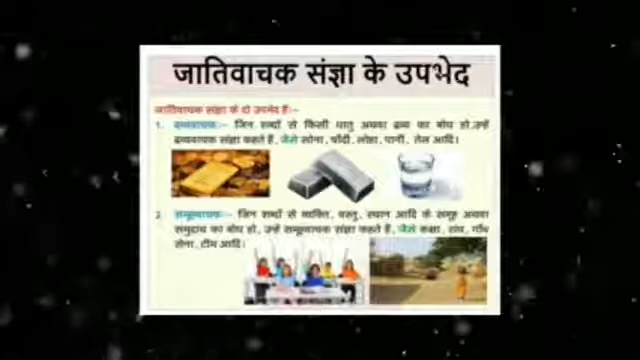 जातिवाचक संज्ञा के उपभेद
जातिवाचक संज्ञा के दो उपभेद हैं:-
1. द्रव्यवाचक:- जिन शब्दों से किसी धातु अथवा द्रव्य का बोध हो,उन्हें
द्रव्यवाचक संज्ञा कहते हैं, जैसे सोना, चाँदी, लोहा, पानी, तेल आदि।
2. समूहवाचक:- जिन शब्दों से व्यक्ति, वस्तु, स्थान आदि के समूह अथवा
समुदाय का बोध हो, उन्हें समूहवाचक संज्ञा कहते हैं, जैसे कक्षा, संघ, गाँव
सेना, टीम आदि।